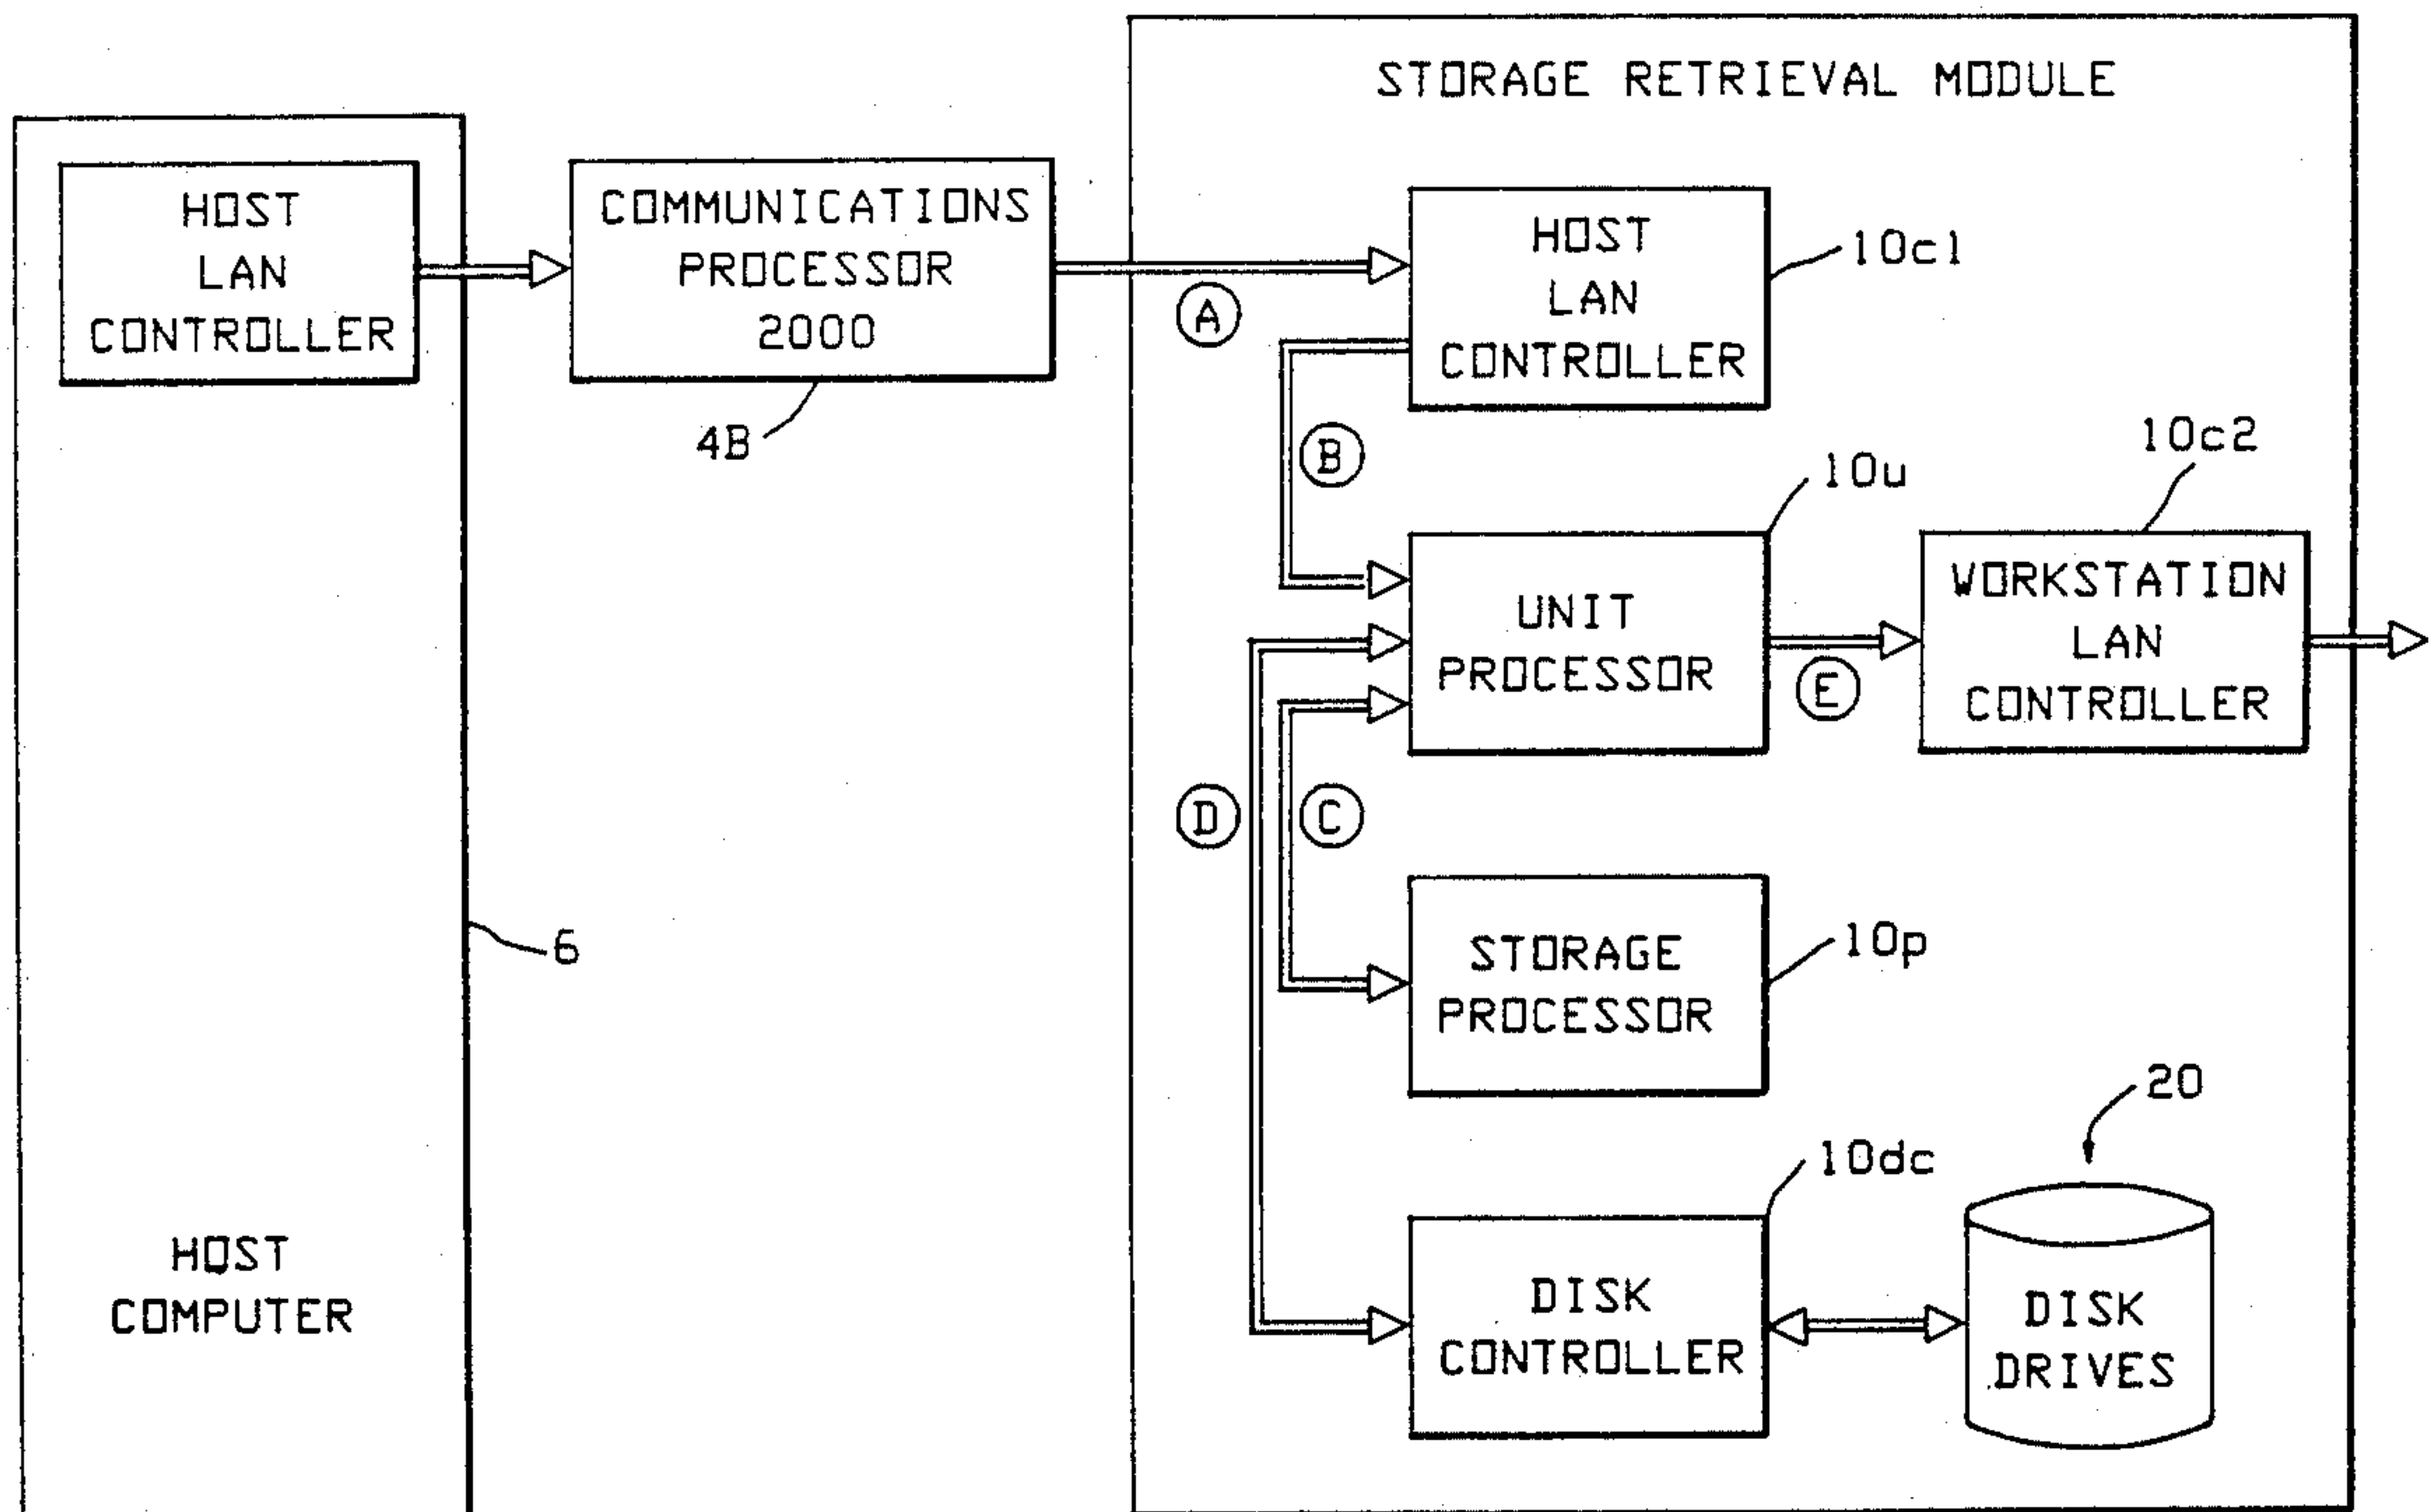 STORAGE RETRIEVAL MODULE
HOST
LAN
CONTROLLER
COMMUNICATIONS
PROCESSOR
2000
4B
A
HOST
LAN
CONTROLLER
10c1
B
10u
10c2
UNIT
PROCESSOR
E
WORKSTATION
LAN
CONTROLLER
D
C
6
STORAGE
PROCESSOR
10p
20
10dc
HOST
COMPUTER
DISK
CONTROLLER
DISK
DRIVES